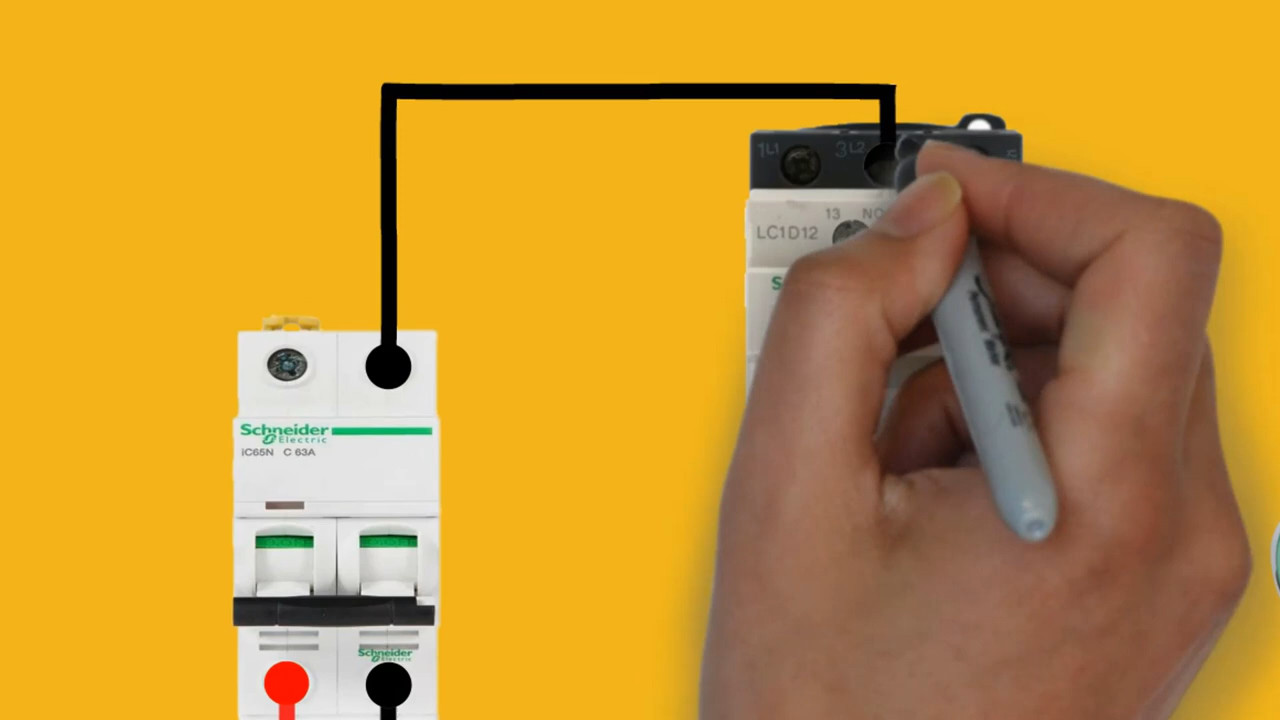 1L1 3L2
13 NO
LC1D12
S
Schneider
Electric
iC65N C 63A
Schneider
Electric